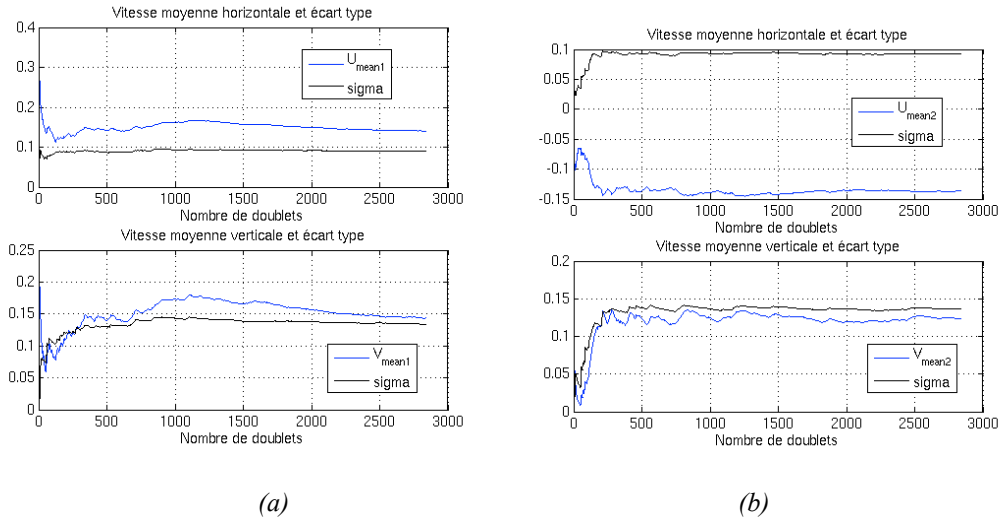 Vitesse moyenne horizontale et écart type
0.4
0.3
0.2
0.1
0
U_mean1
sigma
0 500 1000 1500 2000 2500 3000
Nombre de doublets
Vitesse moyenne verticale et écart type
0.25
0.2
0.15
0.1
0.05
0
V_mean1
sigma
0 500 1000 1500 2000 2500 3000
Nombre de doublets
(a)
Vitesse moyenne horizontale et écart type
0.1
0.05
0
-0.05
-0.1
-0.15
U_mean2
sigma
0 500 1000 1500 2000 2500 3000
Nombre de doublets
Vitesse moyenne verticale et écart type
0.2
0.15
0.1
0.05
0
V_mean2
sigma
0 500 1000 1500 2000 2500 3000
Nombre de doublets
(b)